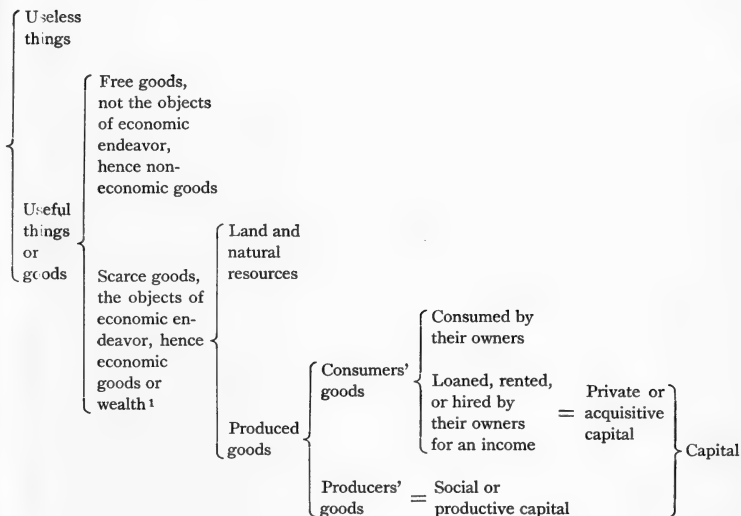 Useless
things
Useful
things
or
goods
Free goods,
not the objects
of economic
endeavor,
hence non-
economic goods
Scarce goods,
the objects of
economic en-
deavor, hence
economic
goods or
wealth 1
Land and
natural
resources
Produced
goods
Consumers'
goods
Consumed by
their owners
Loaned, rented,
or hired by
their owners
for an income
= Private or
acquisitive
capital
Producers'
goods
= Social or
productive capital
Capital